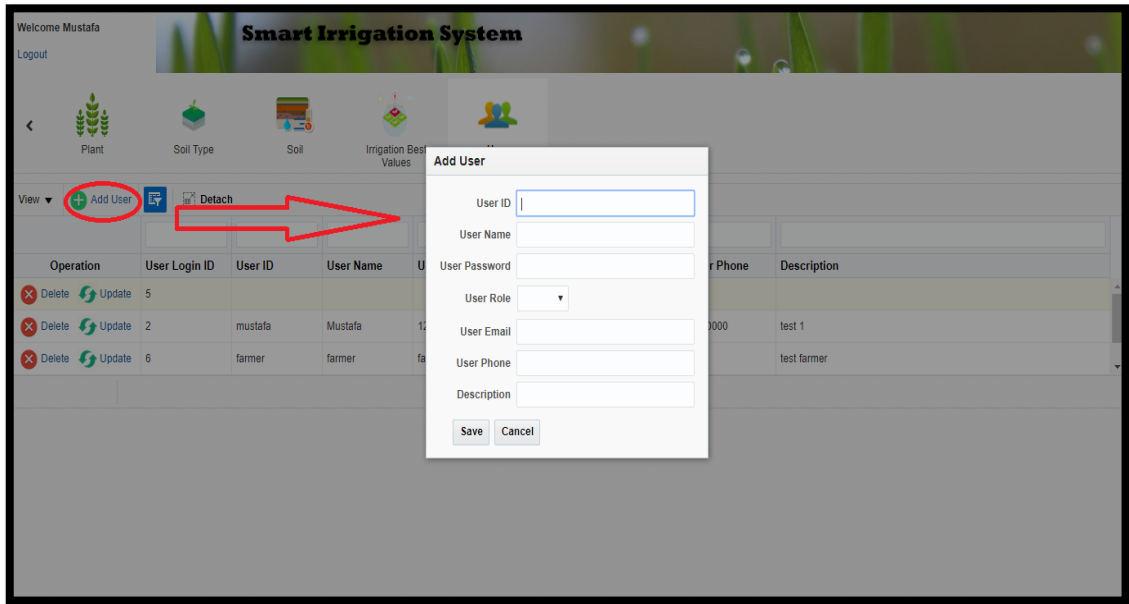 Welcome Mustafa
Smart Irrigation System
Logout
Plant
Soil Type
Soil
Irrigation Best
Values
Add User
View
Add User
Detach
User ID
User Name
User Password
User Role
User Email
User Phone
Description
Save Cancel
Operation User Login ID User ID User Name U r Phone Description
Delete Update 5
Delete Update 2 mustafa Mustafa 12 0000 test 1
Delete Update 6 farmer farmer fa test farmer